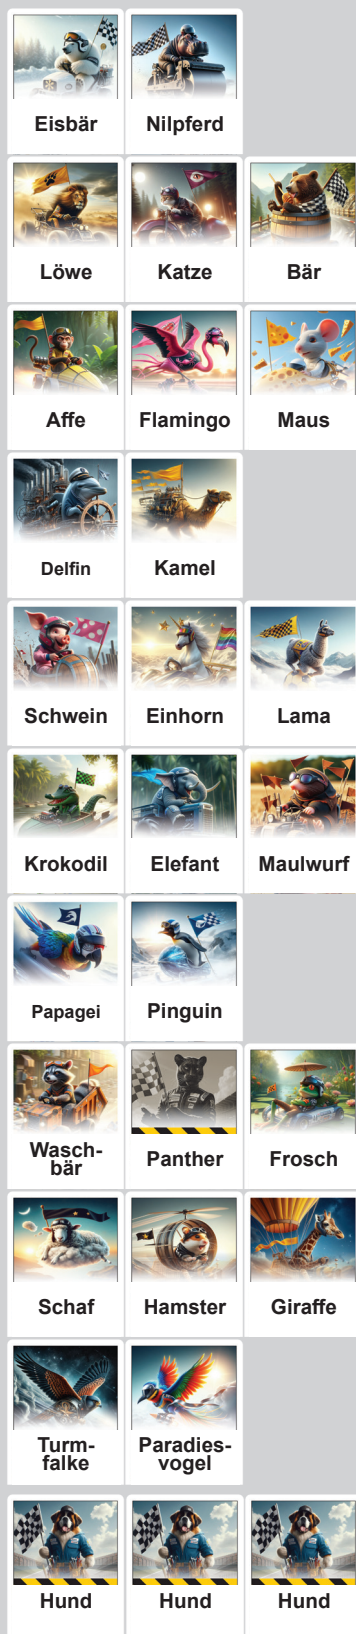 Eisbär Nilpferd
Löwe Katze Bär
Affe Flamingo Maus
Delfin Kamel
Schwein Einhorn Lama
Krokodil Elefant Maulwurf
Papagei Pinguin
Wasch-
bär Panther Frosch
Schaf Hamster Giraffe
Turm- Paradies-
falke vogel
Hund Hund Hund